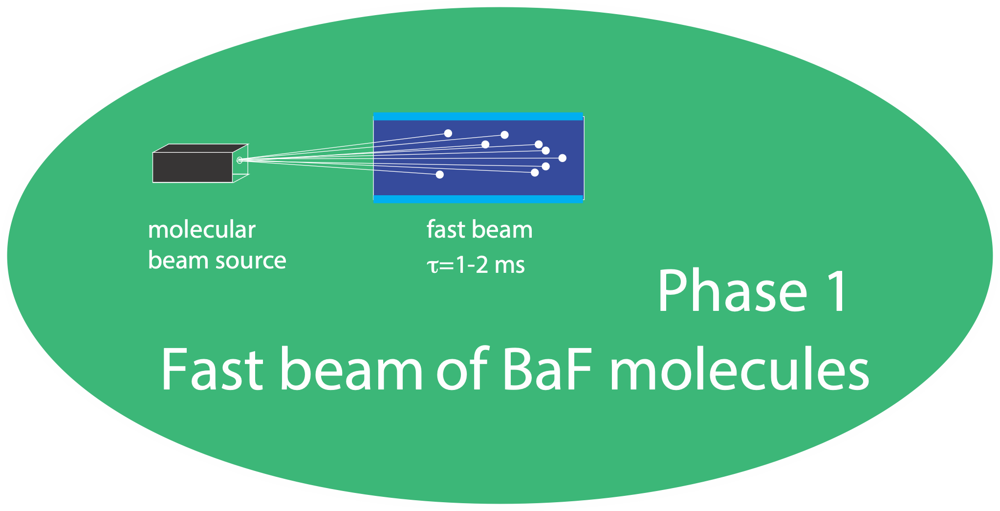 molecular
beam source
fast beam
τ=1-2 ms
Phase 1
Fast beam of BaF molecules